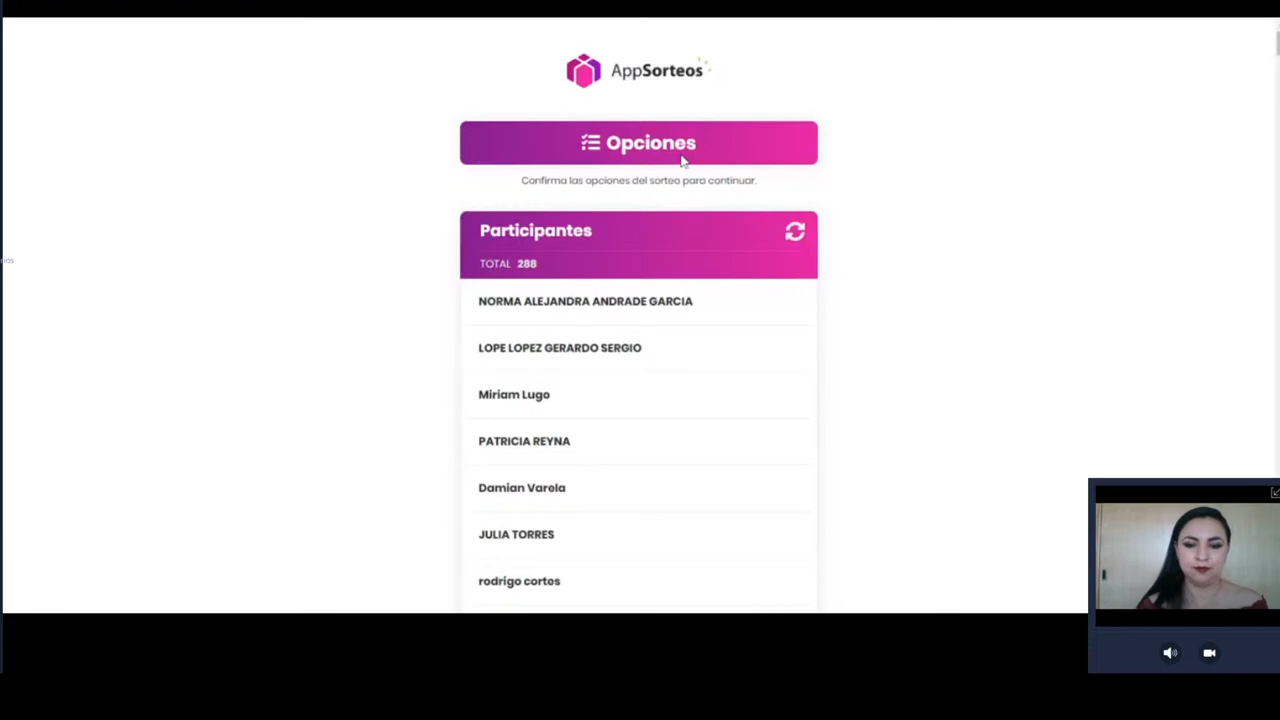 AppSorteos
Opciones
Confirma las opciones del sorteo para continuar.
Participantes
TOTAL 288
NORMA ALEJANDRA ANDRADE GARCIA
LOPE LOPEZ GERARDO SERGIO
Miriam Lugo
PATRICIA REYNA
Damian Varela
JULIA TORRES
rodrigo cortes